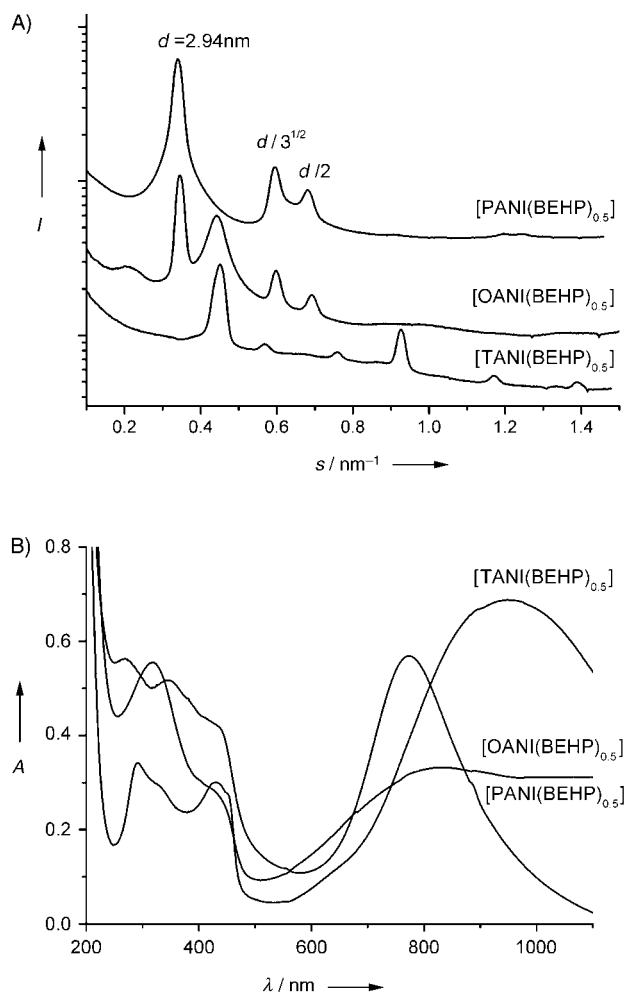 A)
d =2.94nm
d / 3^{1/2}
d /2
I
[PANI(BEHP)_{0.5}]
[OANI(BEHP)_{0.5}]
[TANI(BEHP)_{0.5}]
0.2 0.4 0.6 0.8 1.0 1.2 1.4
s / nm^{–1}
B)
0.8
[TANI(BEHP)_{0.5}]
0.6
A
0.4
[OANI(BEHP)_{0.5}]
[PANI(BEHP)_{0.5}]
0.2
0.0
200 400 600 800 1000
λ / nm